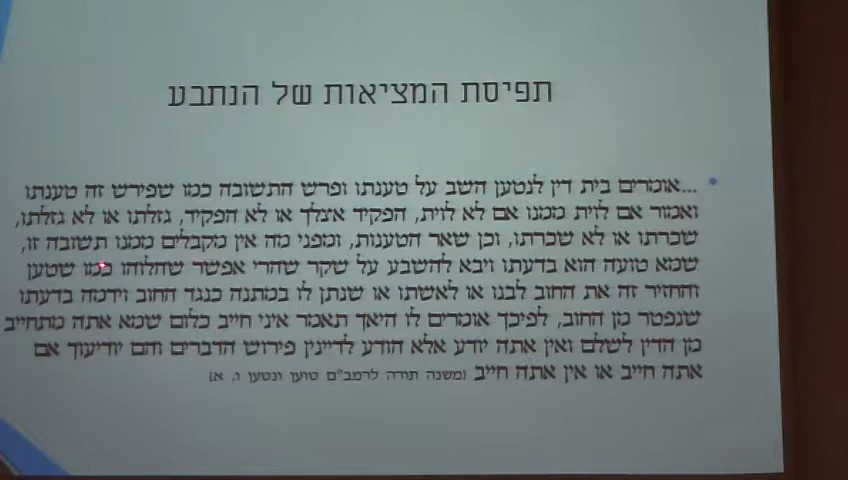 תפיסת המציאות של הנתבע
...אומרים בית דין לנטען השב על טענתו ופרש התשובה כמו שפירש זה טענתו
ואמור אם לוית ממנו אם לא לוית, הפקיד אצלך או לא הפקיד, גזלתו או לא גזלתו,
שכרתו או לא שכרתו, וכן שאר הטענות, ומפני מה אין מקבלים ממנו תשובה זו,
שמא טועה הוא בדעתו ויבא להשבע על שקר שהרי אפשר שהלוהו כמו שטען
והחזיר זה את החוב לבנו או לאשתו או שנתן לו במתנה כנגד החוב וידמה בדעתו
שנפטר מן החוב, לפיכך אומרים לו היאך תאמר איני חייב כלום שמא אתה מתחייב
מן הדין לשלם ואין אתה יודע אלא הודע לדיינין פירוש הדברים והם יודיעוך אם
אתה חייב או אין אתה חייב (משנה תורה לרמב"ם טוען ונטען ו, א)